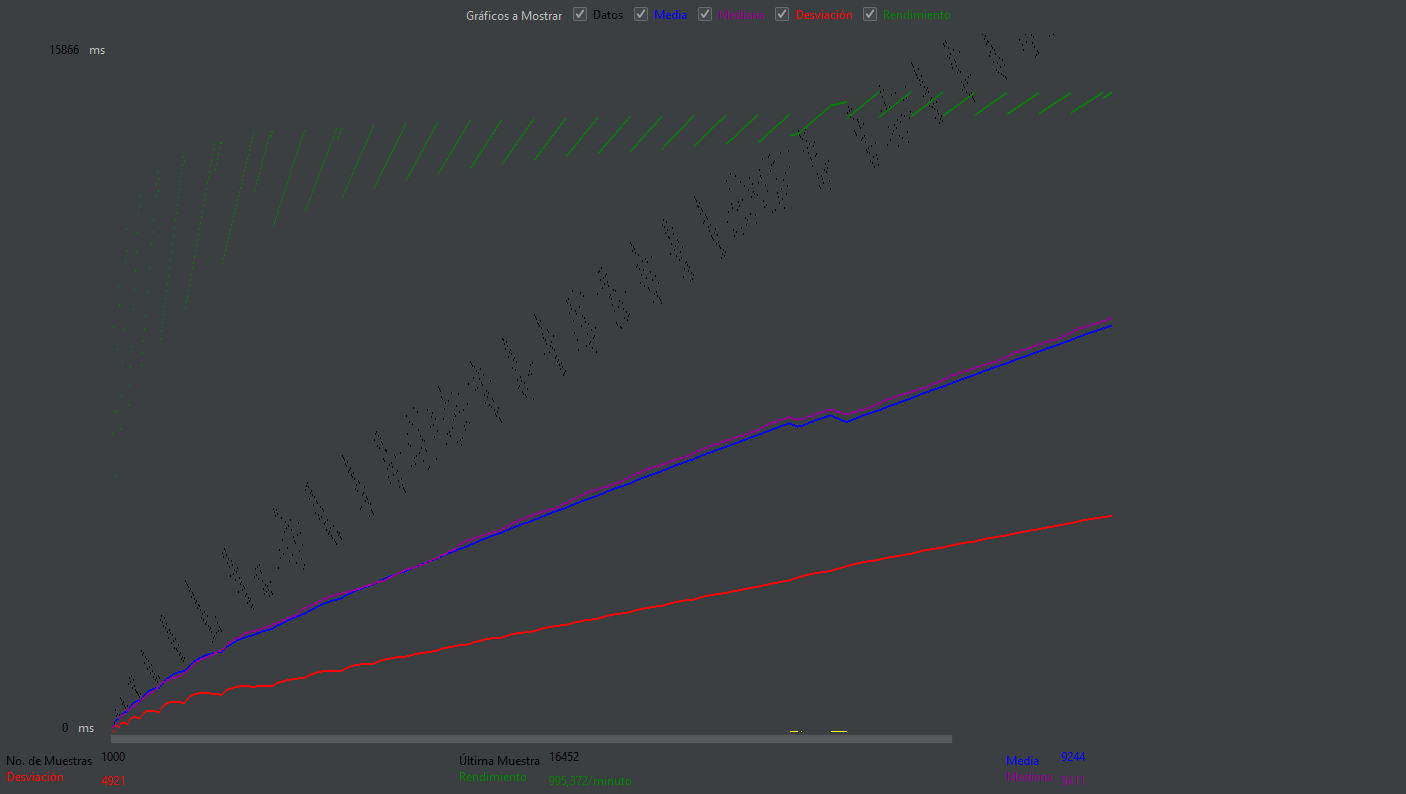 Gráficos a Mostrar Datos Media Mediana Desviación Rendimiento
15866 ms
0 ms
No. de Muestras 1000 Última Muestra 16452 Media 9244
Desviación 4921 Rendimiento 995,872/minuto Mediana